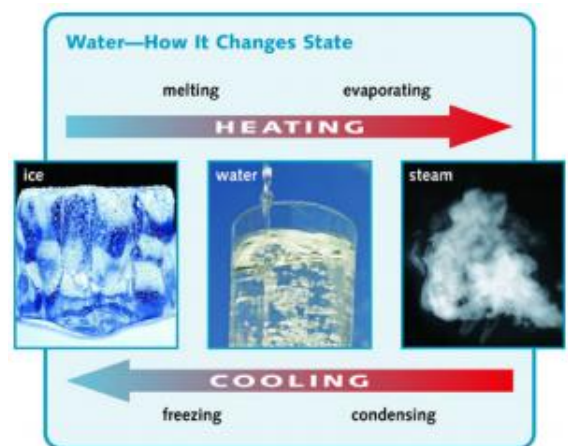 Water—How It Changes State
melting evaporating
HEATING
ice water steam
COOLING
freezing condensing